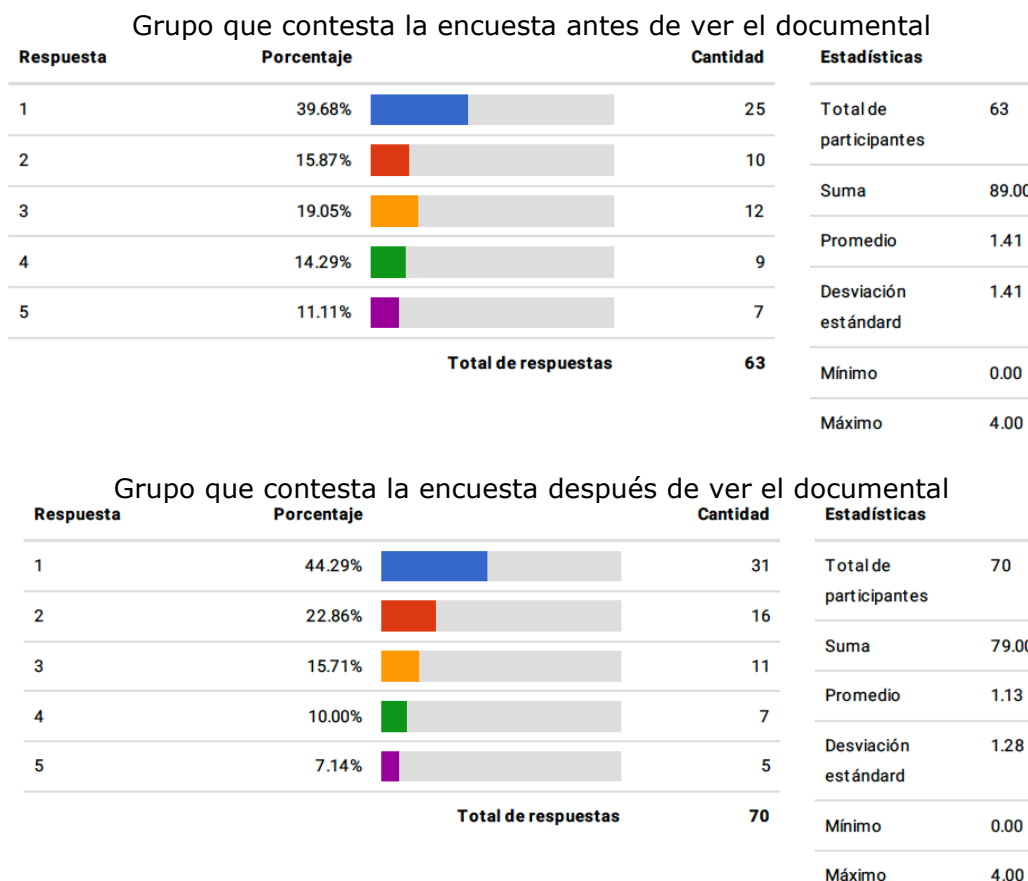 Grupo que contesta la encuesta antes de ver el documental
Respuesta Porcentaje Cantidad Estadísticas
1 39.68% 25 Total de participantes 63
2 15.87% 10 Suma 89.00
3 19.05% 12 Promedio 1.41
4 14.29% 9 Desviación estándard 1.41
5 11.11% 7
Total de respuestas 63 Mínimo 0.00
Máximo 4.00
Grupo que contesta la encuesta después de ver el documental
Respuesta Porcentaje Cantidad Estadísticas
1 44.29% 31 Total de participantes 70
2 22.86% 16 Suma 79.00
3 15.71% 11 Promedio 1.13
4 10.00% 7 Desviación estándard 1.28
5 7.14% 5
Total de respuestas 70 Mínimo 0.00
Máximo 4.00